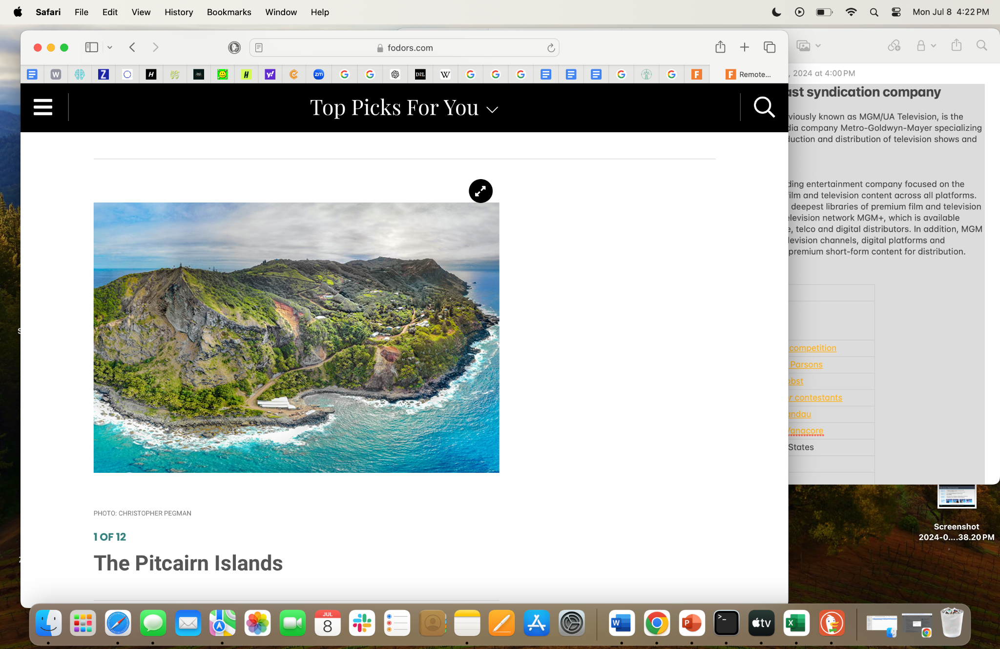 Safari File Edit View History Bookmarks Window Help
Mon Jul 8 4:22 PM
fodors.com
W
Z
H
H
y!
zm
D2L
W
F
F Remote...
Top Picks For You
PHOTO: CHRISTOPHER PEGMAN
1 OF 12
The Pitcairn Islands
, 2024 at 4:00 PM
ast syndication company
viously known as MGM/UA Television, is the
dia company Metro-Goldwyn-Mayer specializing
duction and distribution of television shows and
ding entertainment company focused on the
film and television content across all platforms.
deepest libraries of premium film and television
elevision network MGM+, which is available
e, telco and digital distributors. In addition, MGM
levision channels, digital platforms and
premium short-form content for distribution.
competition
Parsons
obst
r contestants
andau
Vanacore
States
Screenshot
2024-0....38.20 PM
JUL
8
W
P
>_
tv
X